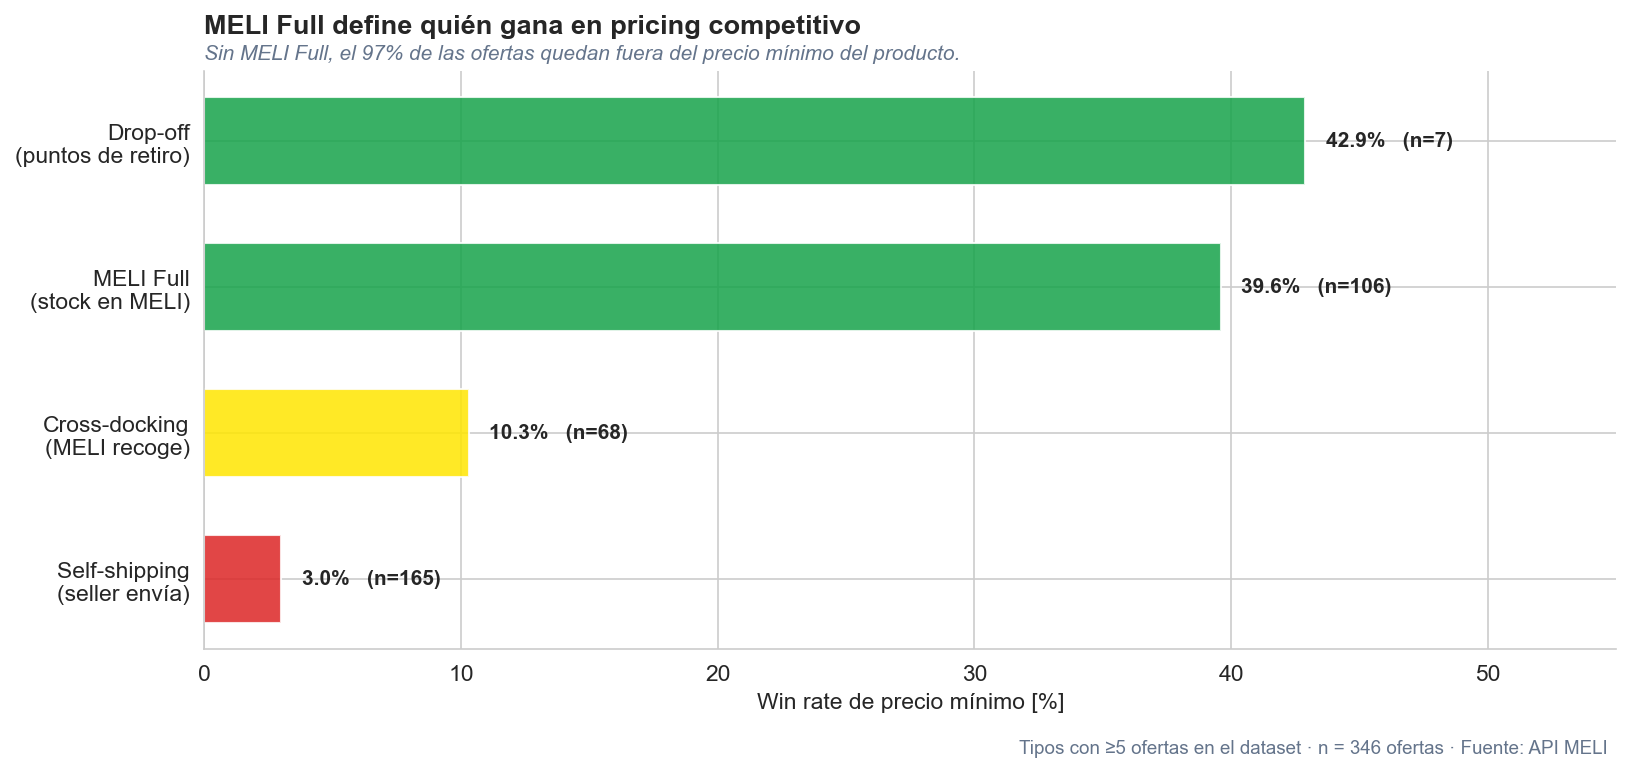 MELI Full define quién gana en pricing competitivo
Sin MELI Full, el 97% de las ofertas quedan fuera del precio mínimo del producto.
Drop-off
(puntos de retiro)
42.9% (n=7)
MELI Full
(stock en MELI)
39.6% (n=106)
Cross-docking
(MELI recoge)
10.3% (n=68)
Self-shipping
(seller envía)
3.0% (n=165)
0 10 20 30 40 50
Win rate de precio mínimo [%]
Tipos con ≥5 ofertas en el dataset · n = 346 ofertas · Fuente: API MELI